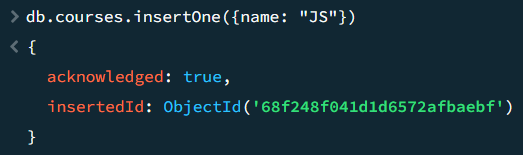 > db.courses.insertOne({name: "JS"})
< {
acknowledged: true,
insertedId: ObjectId('68f248f041d1d6572afbaebf')
}